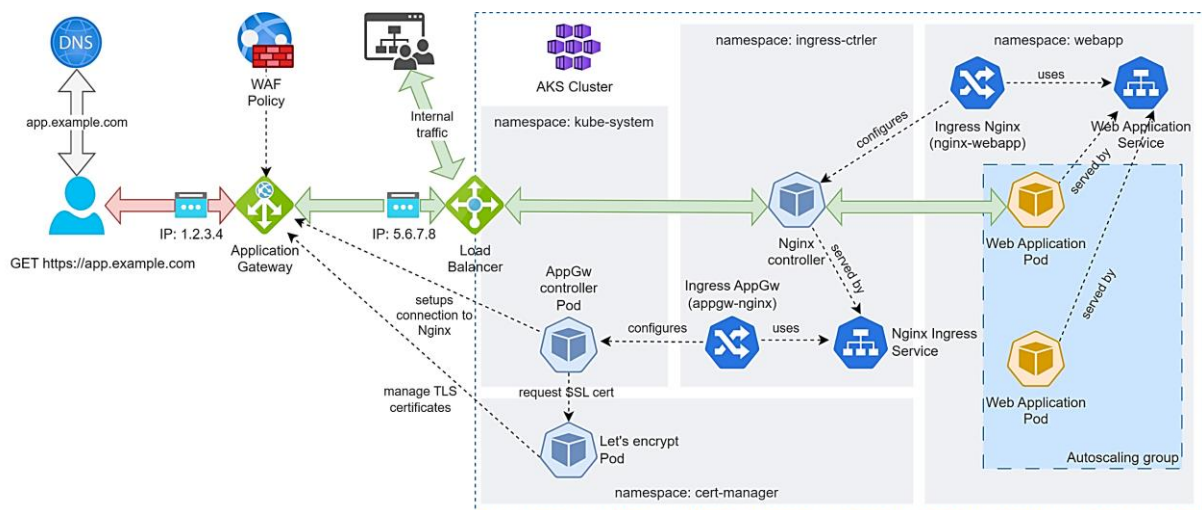 DNS
app.example.com
GET https://app.example.com
WAF
Policy
IP: 1.2.3.4
Application
Gateway
IP: 5.6.7.8
Internal
traffic
Load
Balancer
AKS Cluster
namespace: kube-system
AppGw
controller
Pod
setups
connection to
Nginx
manage TLS
certificates
request SSL cert
Let's encrypt
Pod
namespace: cert-manager
namespace: ingress-ctrler
configures
Nginx
controller
served by
Ingress AppGw
(appgw-nginx)
configures
uses
Nginx Ingress
Service
namespace: webapp
uses
Ingress Nginx
(nginx-webapp)
Web Application
Service
served by
Web Application
Pod
served by
Web Application
Pod
Autoscaling group